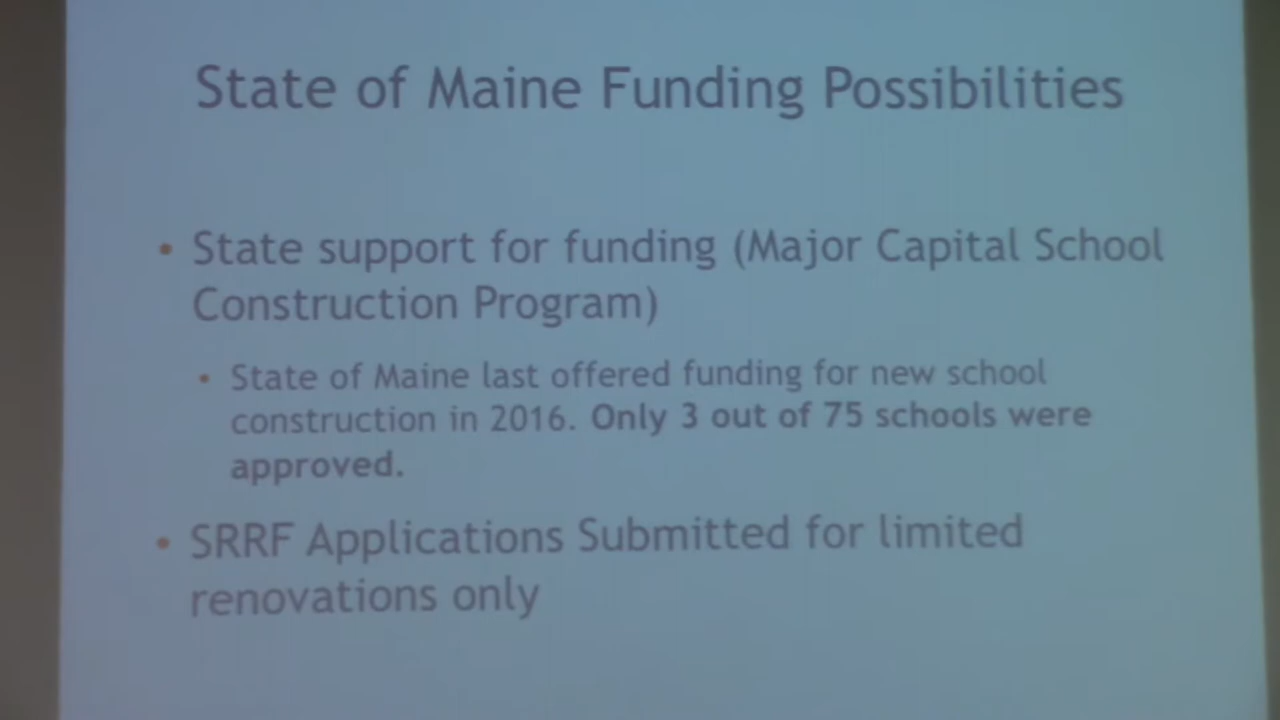 State of Maine Funding Possibilities
• State support for funding (Major Capital School
Construction Program)
• State of Maine last offered funding for new school
construction in 2016. Only 3 out of 75 schools were
approved.
• SRRF Applications Submitted for limited
renovations only